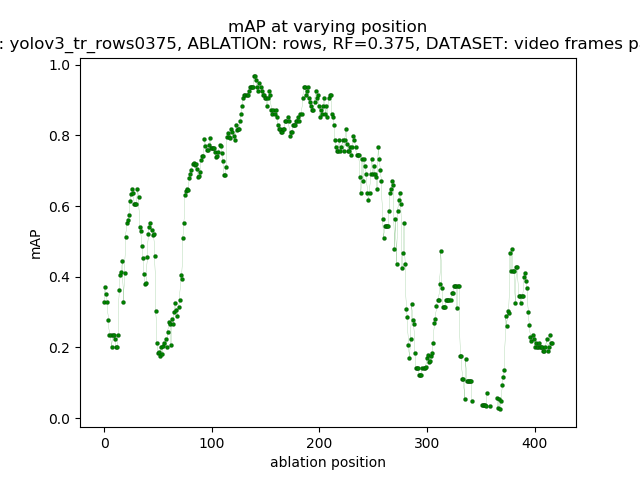 mAP at varying position
: yolov3_tr_rows0375, ABLATION: rows, RF=0.375, DATASET: video frames p
1.0
0.8
0.6
0.4
0.2
0.0
mAP
0 100 200 300 400
ablation position